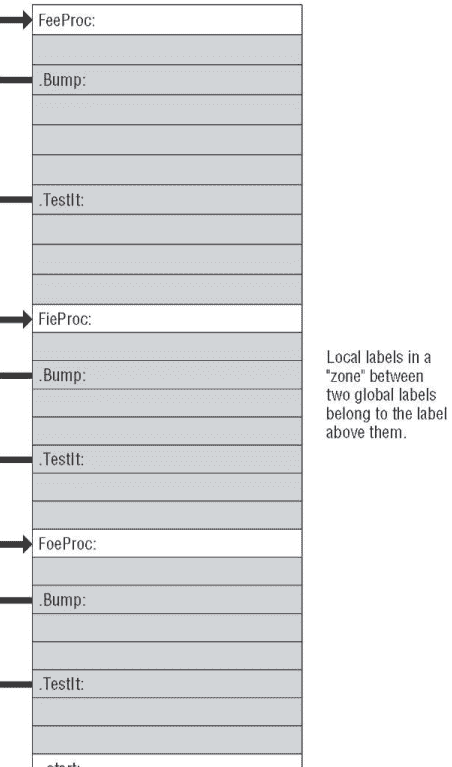 FeeProc:
.Bump:
.TestIt:
FieProc:
.Bump:
.TestIt:
Local labels in a
"zone" between
two global labels
belong to the label
above them.
FoeProc:
.Bump:
.TestIt: